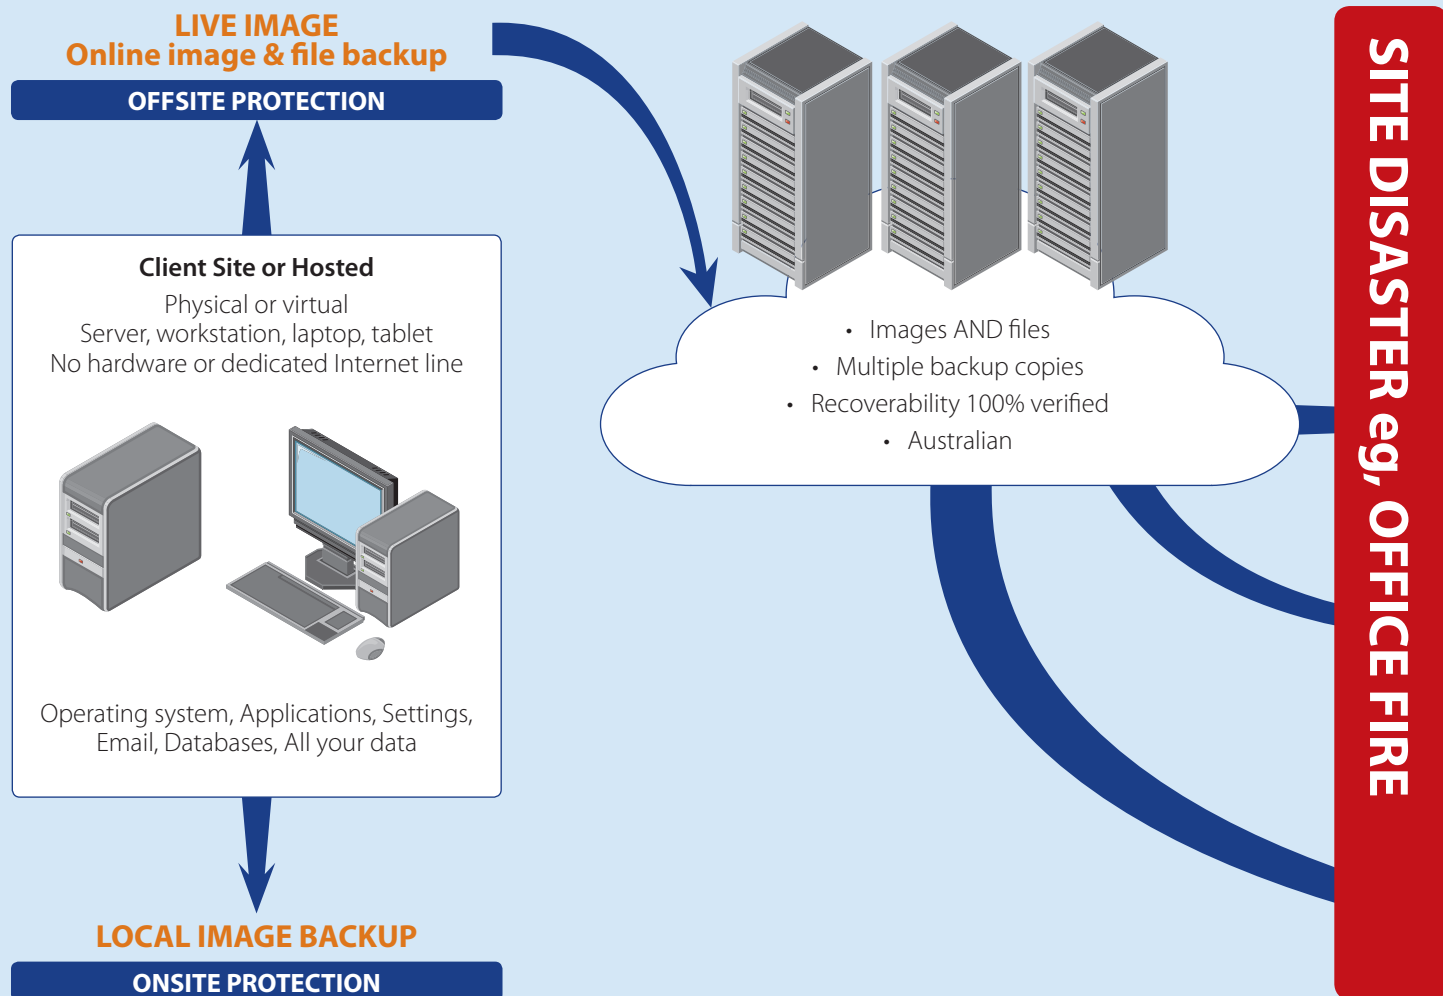 LIVE IMAGE
Online image & file backup
OFFSITE PROTECTION
Client Site or Hosted
Physical or virtual
Server, workstation, laptop, tablet
No hardware or dedicated Internet line
Operating system, Applications, Settings,
Email, Databases, All your data
LOCAL IMAGE BACKUP
ONSITE PROTECTION
• Images AND files
• Multiple backup copies
• Recoverability 100% verified
• Australian
SITE DISASTER eg, OFFICE FIRE